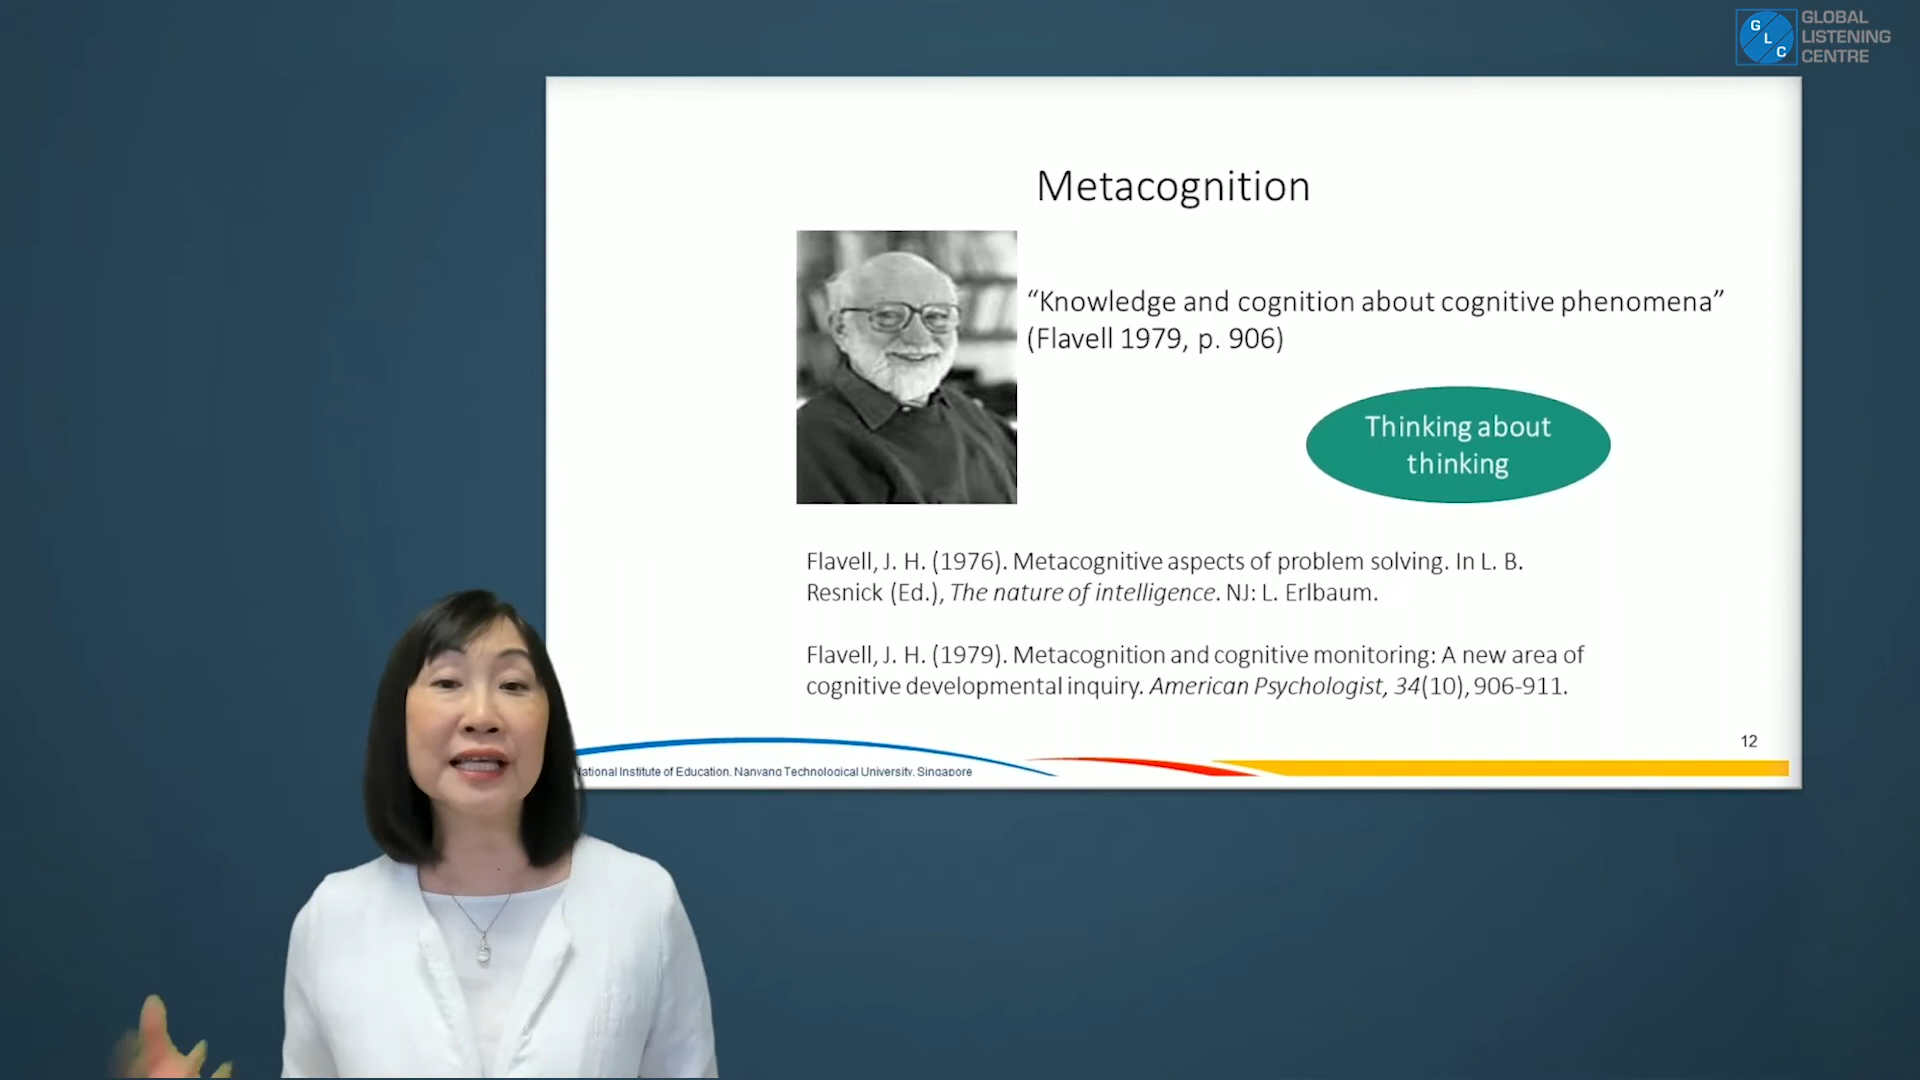 G
L
C
GLOBAL
LISTENING
CENTRE
Metacognition
“Knowledge and cognition about cognitive phenomena”
(Flavell 1979, p. 906)
Thinking about
thinking
Flavell, J. H. (1976). Metacognitive aspects of problem solving. In L. B.
Resnick (Ed.), The nature of intelligence. NJ: L. Erlbaum.
Flavell, J. H. (1979). Metacognition and cognitive monitoring: A new area of
cognitive developmental inquiry. American Psychologist, 34(10), 906-911.
12
National Institute of Education, Nanyang Technological University, Singapore